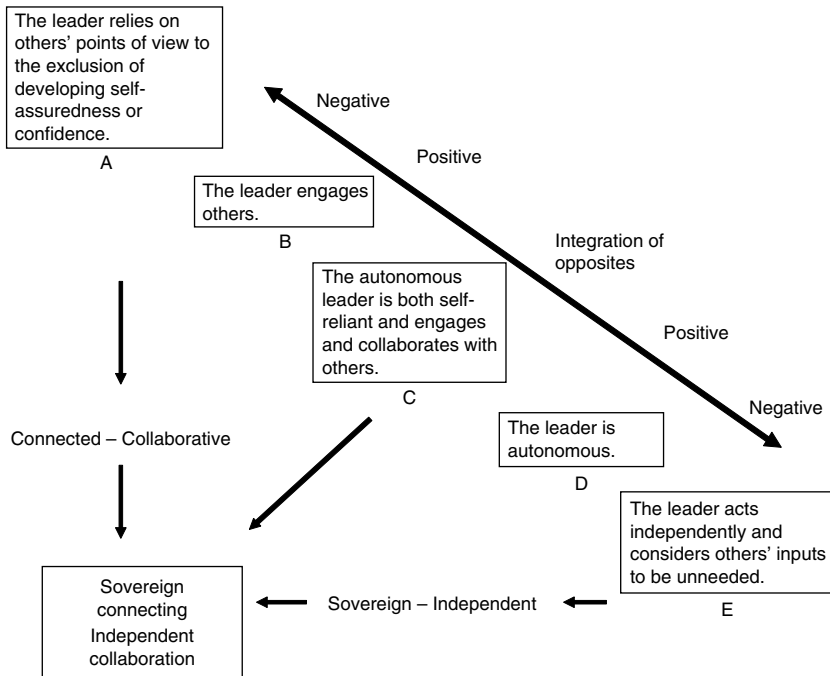 The leader relies on
others’ points of view to
the exclusion of
developing self-
assuredness or
confidence.
A
Negative
Positive
The leader engages
others.
B
Integration of
opposites
The autonomous
leader is both self-
reliant and engages
and collaborates with
others.
C
Positive
Negative
Connected – Collaborative
The leader is
autonomous.
D
The leader acts
independently and
considers others’ inputs
to be unneeded.
E
Sovereign
connecting
Independent
collaboration
Sovereign – Independent